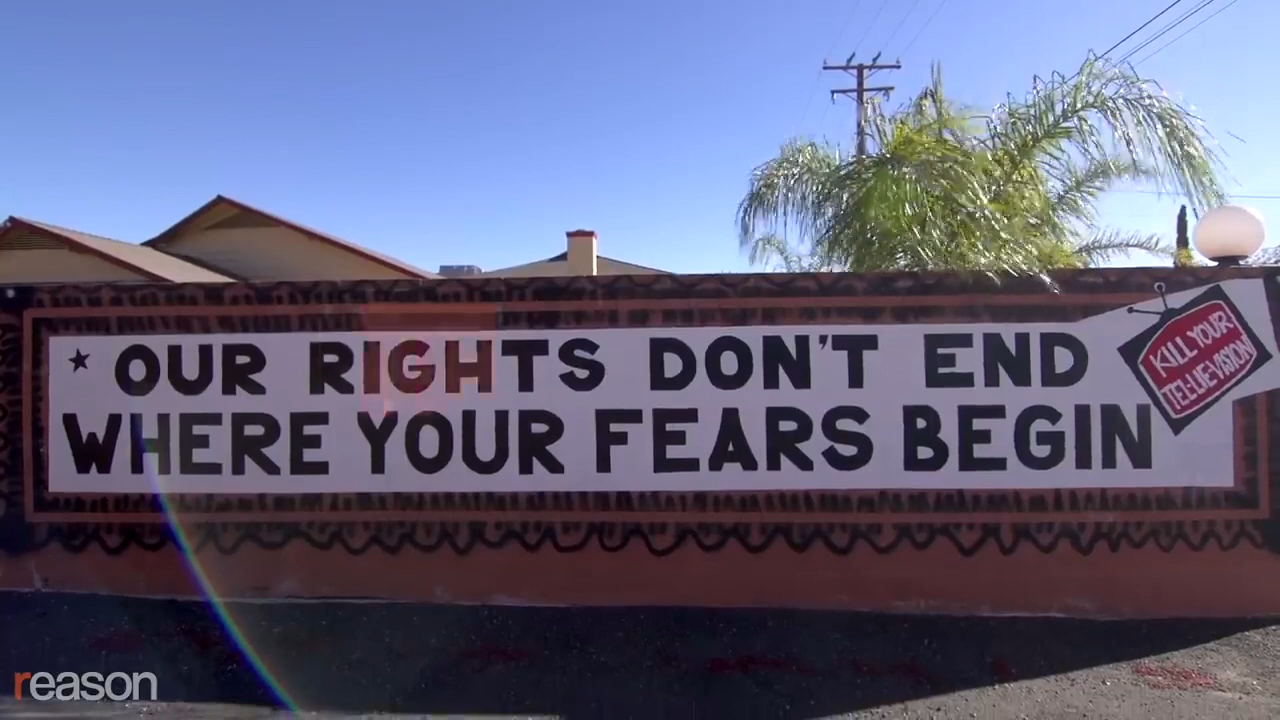 OUR RIGHTS DON'T END
WHERE YOUR FEARS BEGIN
KILL YOUR
TEL-LIE-VISION
reason